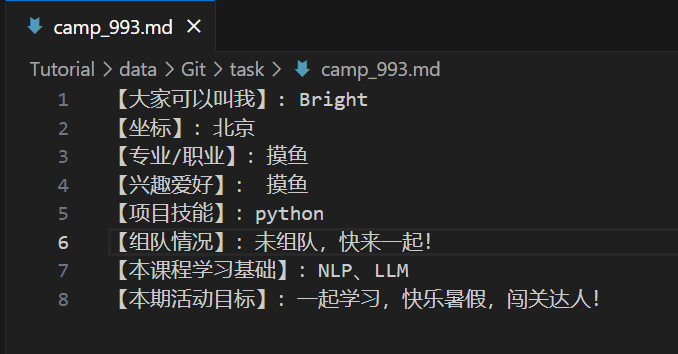 camp_993.md ×
Tutorial > data > Git > task > camp_993.md
1 【大家可以叫我】: Bright
2 【坐标】: 北京
3 【专业/职业】: 摸鱼
4 【兴趣爱好】:  摸鱼
5 【项目技能】: python
6 【组队情况】: 未组队，快来一起!
7 【本课程学习基础】: NLP、LLM
8 【本期活动目标】: 一起学习，快乐暑假，闯关达人!